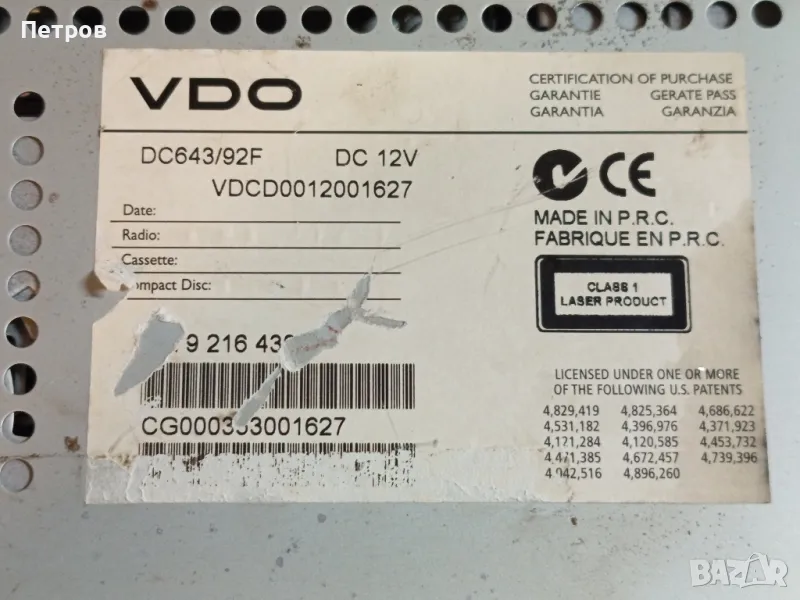 Петров
VDO
CERTIFICATION OF PURCHASE
GARANTIE GERATE PASS
GARANTIA GARANZIA
DC643/92F DC 12V
VDCD0012001627
CE
MADE IN P.R.C.
FABRIQUE EN P.R.C.
Date:
Radio:
Cassette:
Disc:
CLASS 1
LASER PRODUCT
9 216
LICENSED UNDER ONE OR MORE
OF THE FOLLOWING U.S. PATENTS
4,829,419 4,825,364 4,686,622
4,531,182 4,396,976 4,371,923
4,121,284 4,120,585 4,453,732
4,471,385 4,672,457 4,739,396
4,942,516 4,896,260
CG000353001627
BAZAR